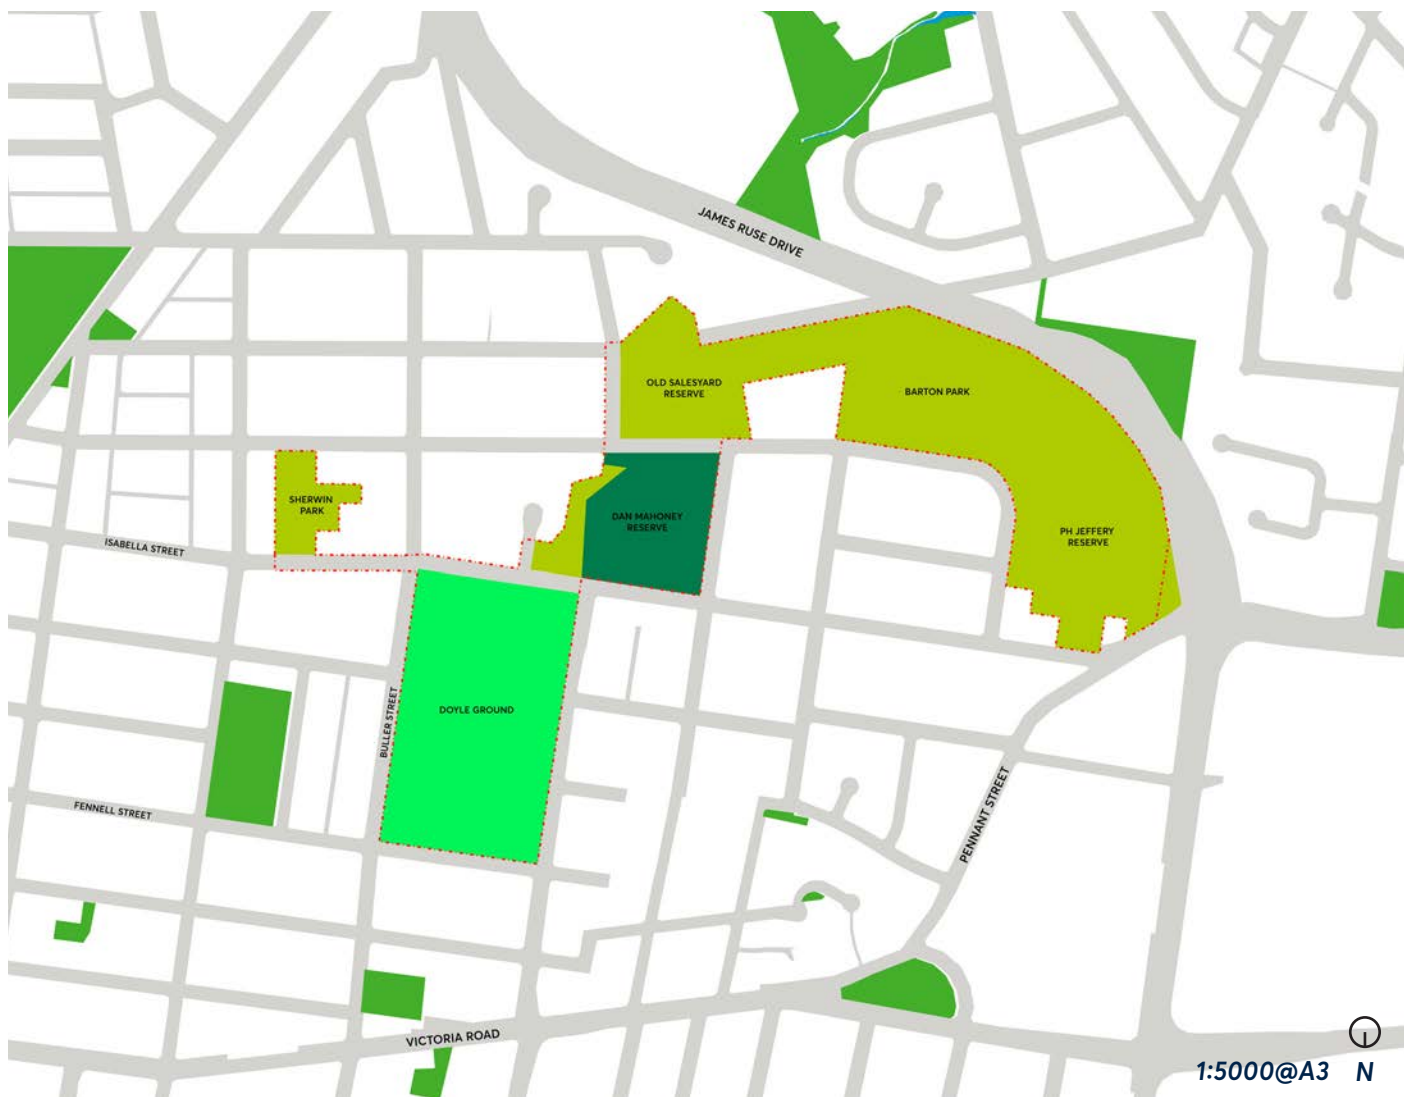 JAMES RUSE DRIVE
OLD SALESYARD
RESERVE
BARTON PARK
SHERWIN
PARK
DAN MAHONEY
RESERVE
PH JEFFERY
RESERVE
ISABELLA STREET
DOYLE GROUND
BULLER STREET
FENNELL STREET
PENNANT STREET
VICTORIA ROAD
1:5000@A3 N